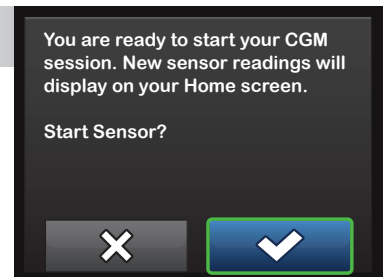 You are ready to start your CGM
session. New sensor readings will
display on your Home screen.
Start Sensor?